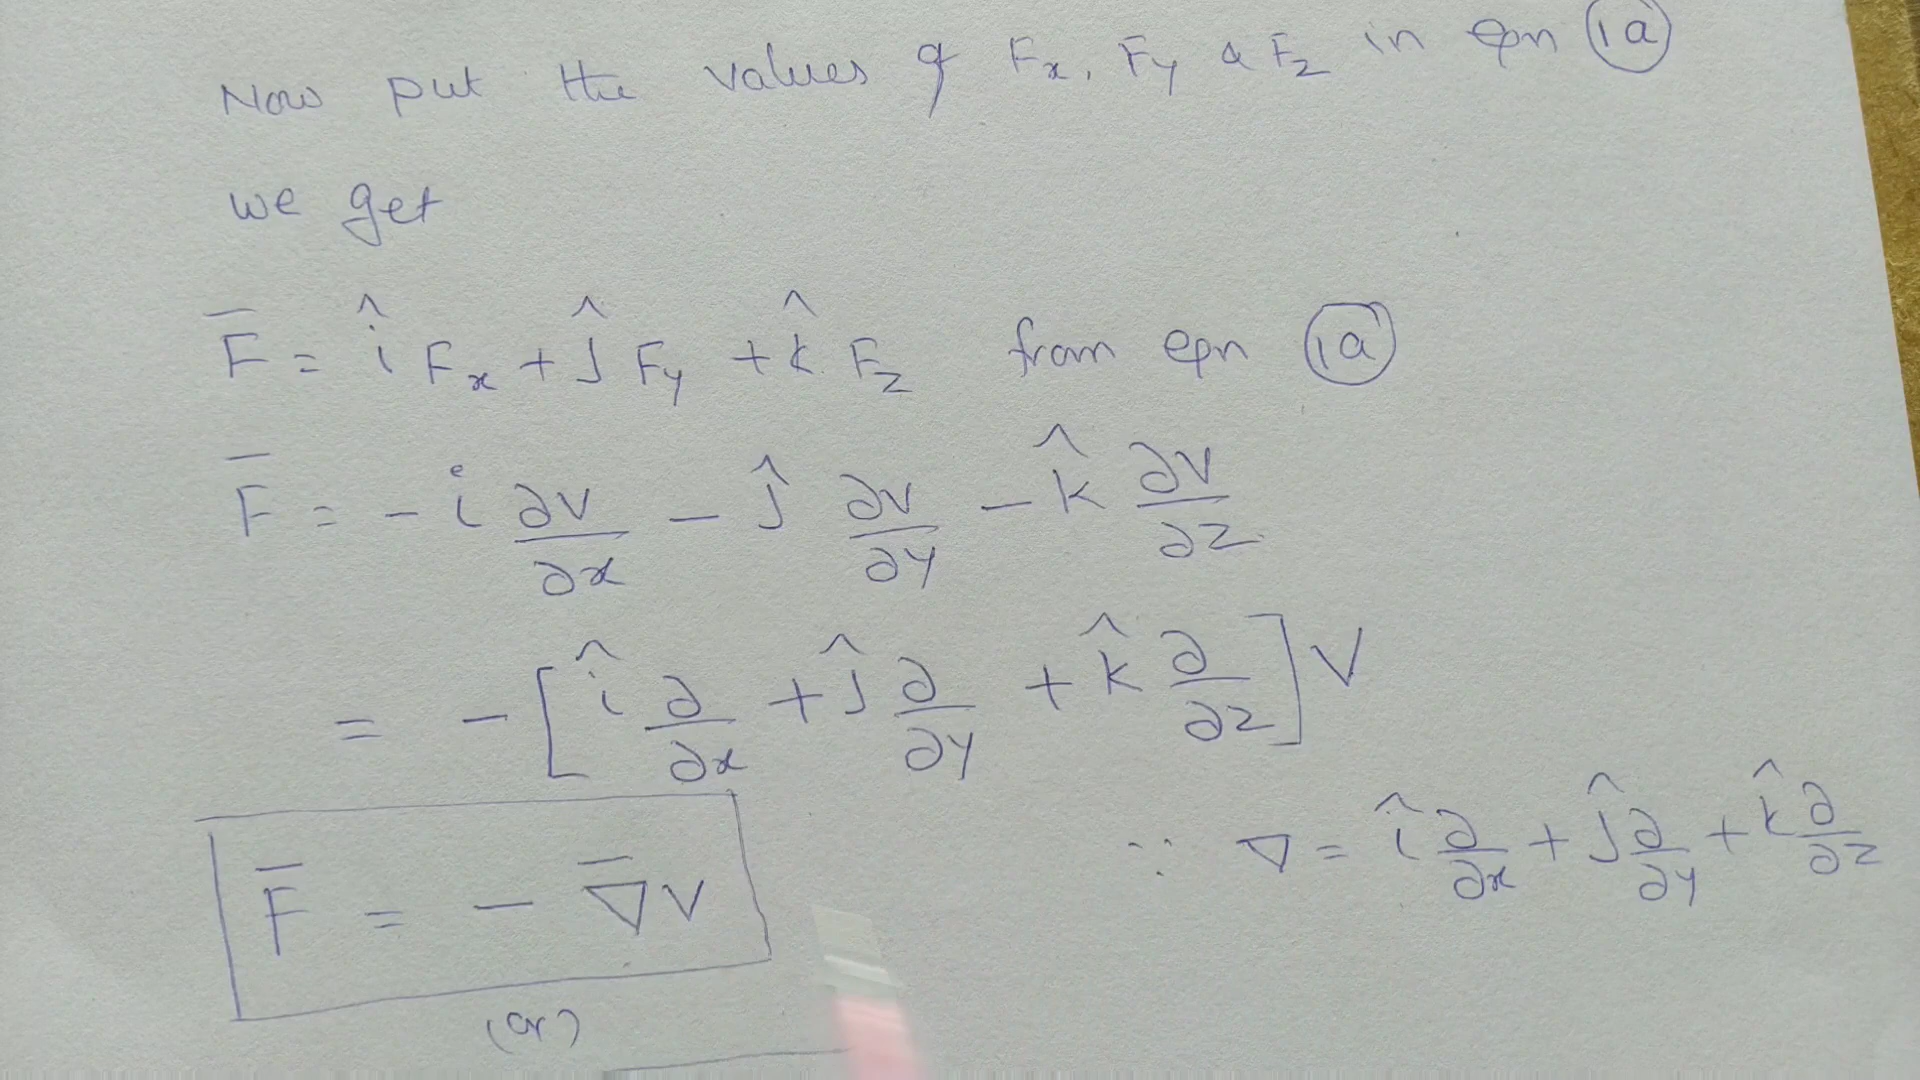 Now put the values of Fx, Fy & Fz in eqn (1a)
we get
F̅ = î Fx + ĵ Fy + k̂ Fz from eqn (1a)
F̅ = - i ∂V/∂x - ĵ ∂V/∂y - k̂ ∂V/∂z
= - [î ∂/∂x + ĵ ∂/∂y + k̂ ∂/∂z] V
∵ ∇ = î ∂/∂x + ĵ ∂/∂y + k̂ ∂/∂z
F̅ = - ∇̅ V
(or)